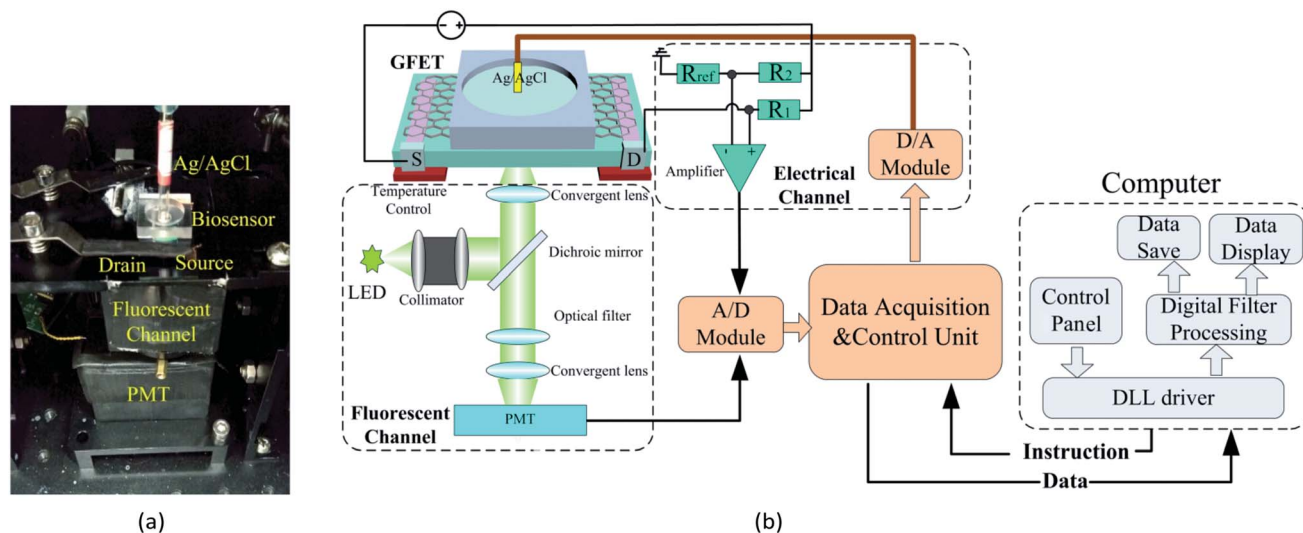 Ag/AgCl
Biosensor
Drain
Source
Fluorescent
Channel
PMT
(a)
GFET
Ag/AgCl
S
D
- +
Rref
R2
R1
- +
Amplifier
Electrical
Channel
D/A
Module
Temperature
Control
Convergent lens
Dichroic mirror
LED
Collimator
Optical filter
Convergent lens
Fluorescent
Channel
PMT
A/D
Module
Data Acquisition
&Control Unit
Computer
Data
Save
Data
Display
Control
Panel
Digital Filter
Processing
DLL driver
Instruction
Data
(b)